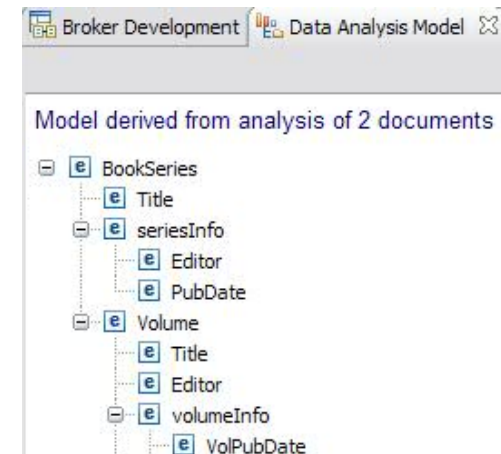 Broker Development Data Analysis Model
Model derived from analysis of 2 documents
e BookSeries
e Title
e seriesInfo
e Editor
e PubDate
e Volume
e Title
e Editor
e volumeInfo
e VolPubDate